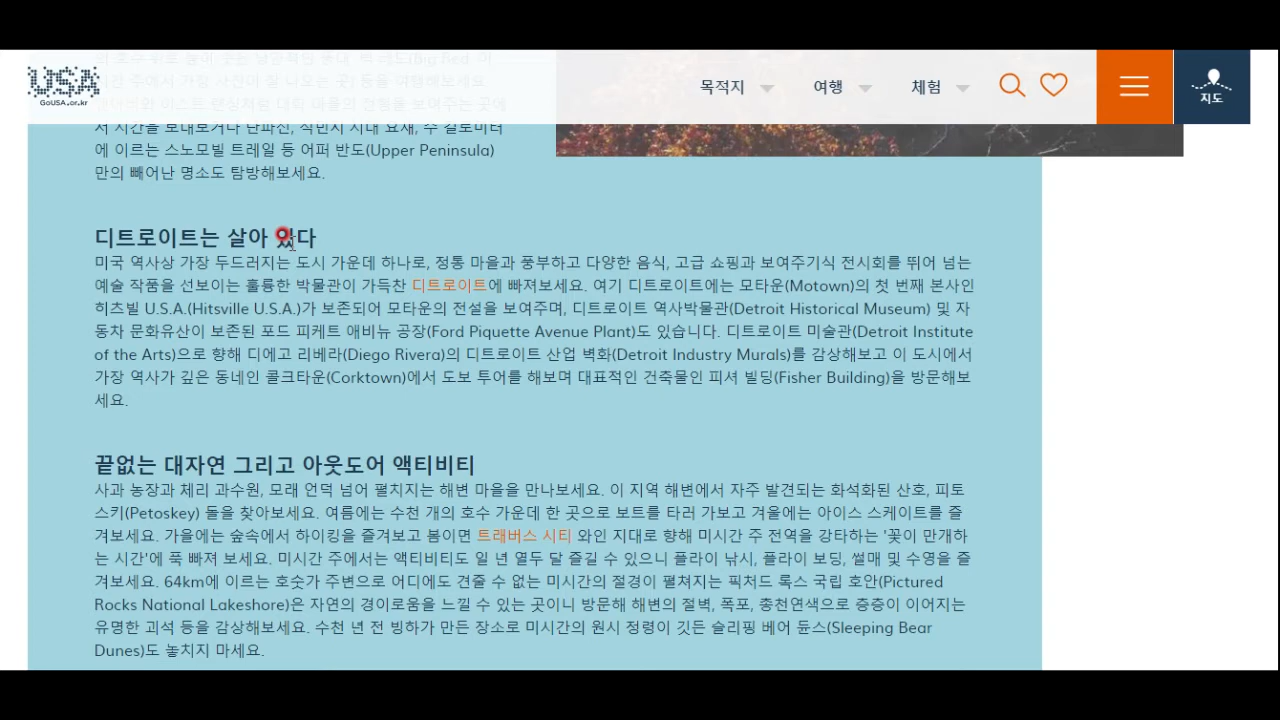 USA
GoUSA.or.kr
목적지
여행
체험
지도
서 시간을 보내보거나 난파선, 식민지 시대 요새, 수 킬로미터
에 이르는 스노모빌 트레일 등 어퍼 반도(Upper Peninsula)
만의 빼어난 명소도 탐방해보세요.
디트로이트는 살아 있다
미국 역사상 가장 두드러지는 도시 가운데 하나로, 정통 마을과 풍부하고 다양한 음식, 고급 쇼핑과 보여주기식 전시회를 뛰어 넘는
예술 작품을 선보이는 훌륭한 박물관이 가득찬 디트로이트에 빠져보세요. 여기 디트로이트에는 모타운(Motown)의 첫 번째 본사인
히츠빌 U.S.A.(Hitsville U.S.A.)가 보존되어 모타운의 전설을 보여주며, 디트로이트 역사박물관(Detroit Historical Museum) 및 자
동차 문화유산이 보존된 포드 피케트 애비뉴 공장(Ford Piquette Avenue Plant)도 있습니다. 디트로이트 미술관(Detroit Institute
of the Arts)으로 향해 디에고 리베라(Diego Rivera)의 디트로이트 산업 벽화(Detroit Industry Murals)를 감상해보고 이 도시에서
가장 역사가 깊은 동네인 콜크타운(Corktown)에서 도보 투어를 해보며 대표적인 건축물인 피셔 빌딩(Fisher Building)을 방문해보
세요.
끝없는 대자연 그리고 아웃도어 액티비티
사과 농장과 체리 과수원, 모래 언덕 넘어 펼치지는 해변 마을을 만나보세요. 이 지역 해변에서 자주 발견되는 화석화된 산호, 피토
스키(Petoskey) 돌을 찾아보세요. 여름에는 수천 개의 호수 가운데 한 곳으로 보트를 타러 가보고 겨울에는 아이스 스케이트를 즐
겨보세요. 가을에는 숲속에서 하이킹을 즐겨보고 봄이면 트래버스 시티 와인 지대로 향해 미시간 주 전역을 강타하는 '꽃이 만개하
는 시간'에 푹 빠져 보세요. 미시간 주에서는 액티비티도 일 년 열두 달 즐길 수 있으니 플라이 낚시, 플라이 보딩, 썰매 및 수영을 즐
겨보세요. 64km에 이르는 호숫가 주변으로 어디에도 견줄 수 없는 미시간의 절경이 펼쳐지는 픽처드 록스 국립 호안(Pictured
Rocks National Lakeshore)은 자연의 경이로움을 느낄 수 있는 곳이니 방문해 해변의 절벽, 폭포, 총천연색으로 층층이 이어지는
유명한 괴석 등을 감상해보세요. 수천 년 전 빙하가 만든 장소로 미시간의 원시 정령이 깃든 슬리핑 베어 듄스(Sleeping Bear
Dunes)도 놓치지 마세요.